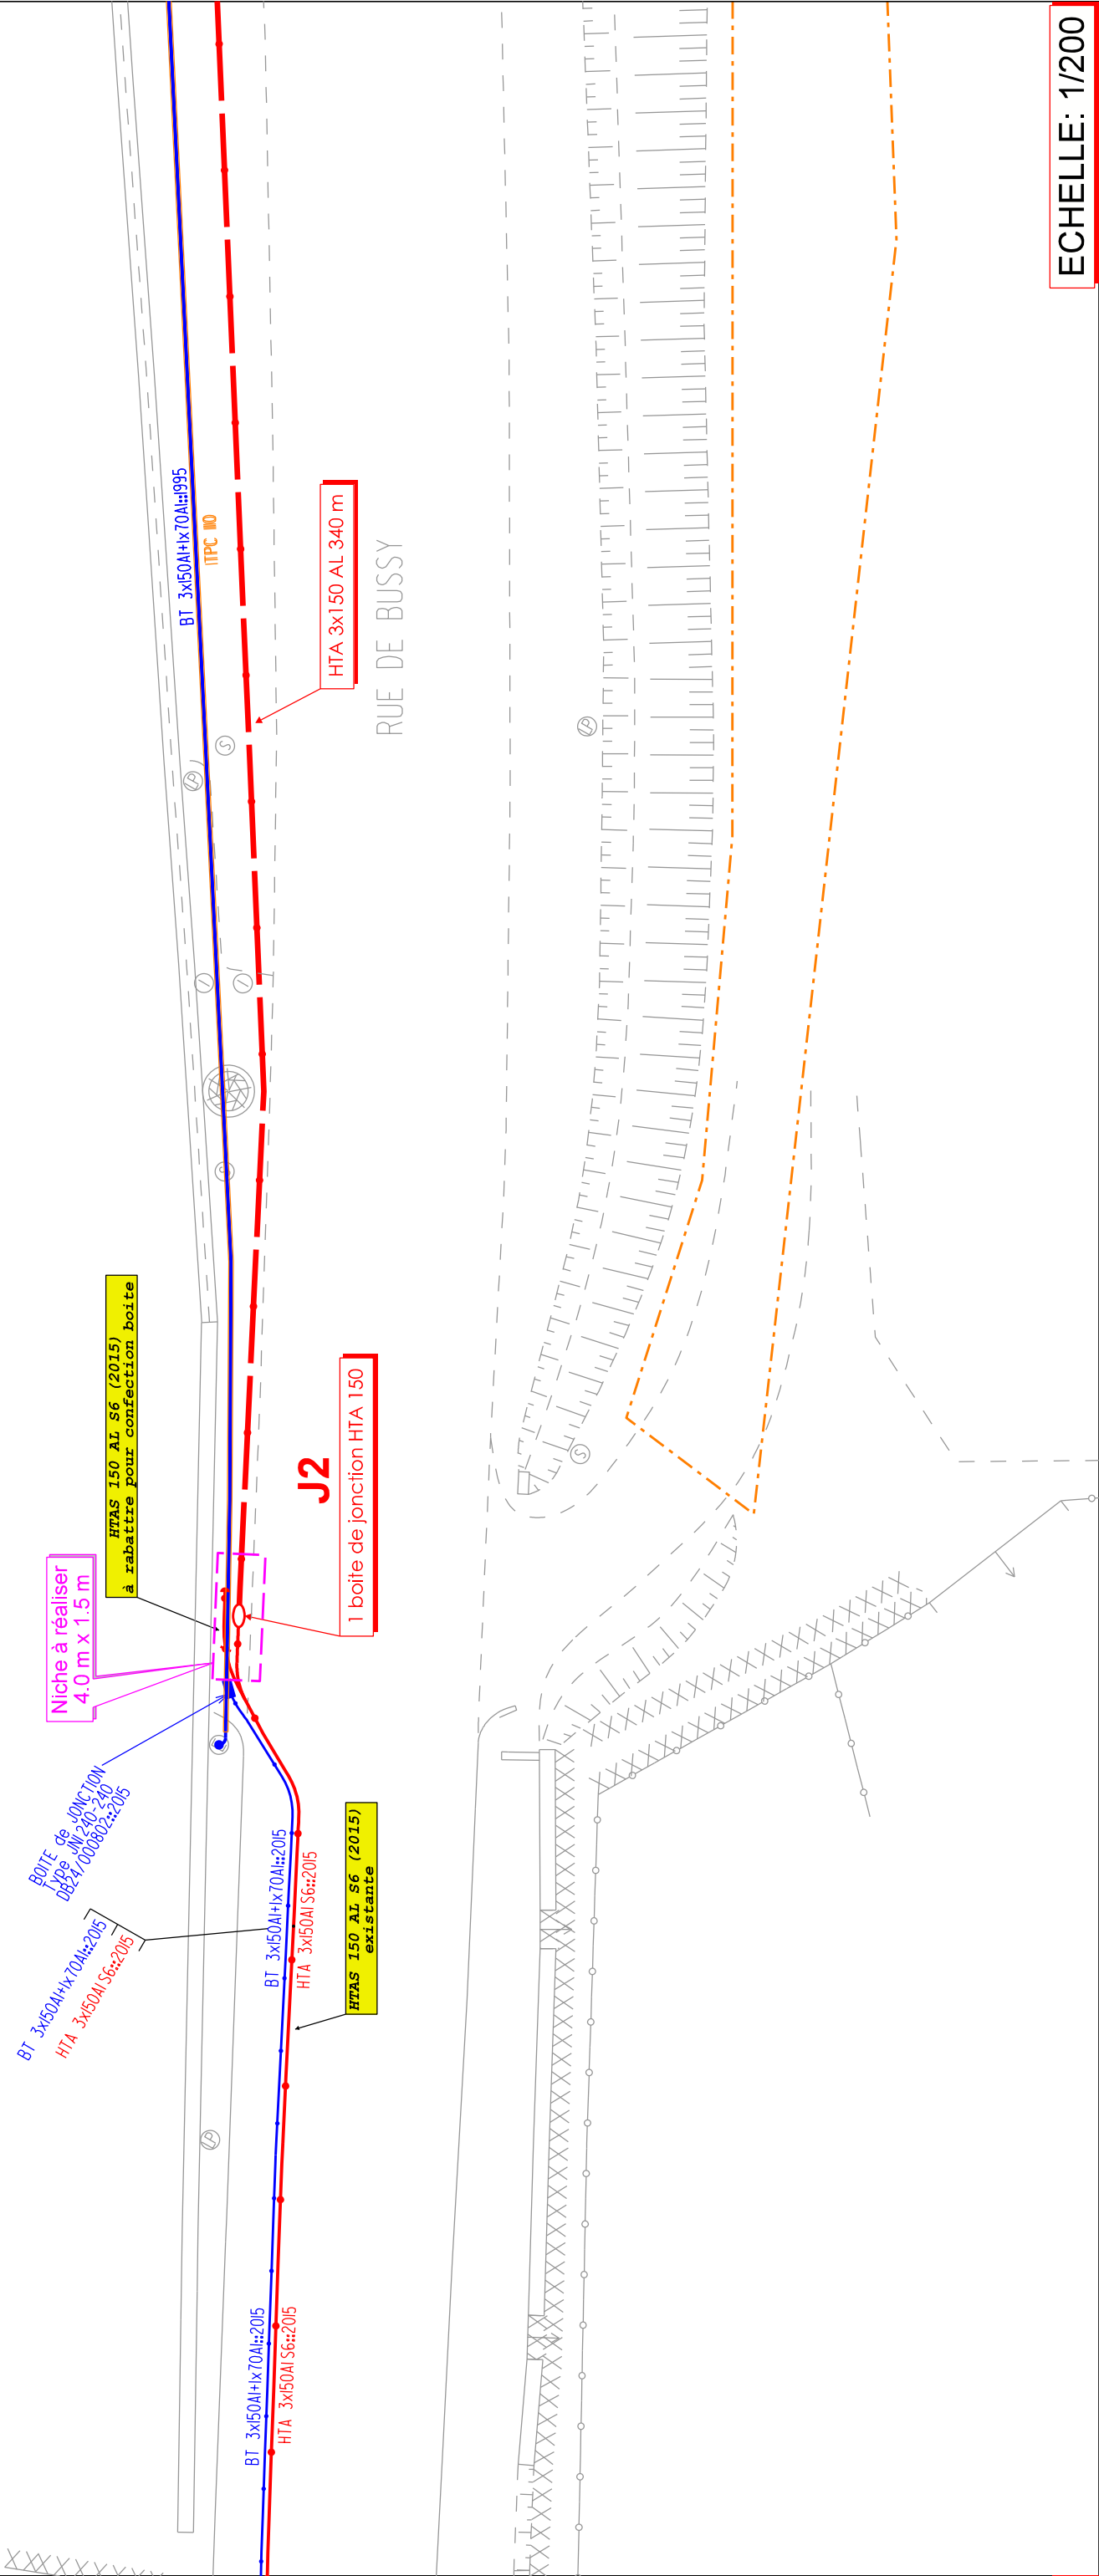 ECHELLE: 1/200
BT 3x150Al+1x70Al::1995
1TPC 110
HTA 3x150 AL 340 m
RUE DE BUSSY
P
S
P
S
HTAS 150 AL S6 (2015)
à rabattre pour confection boite
J2
1 boite de jonction HTA 150
S
Niche à réaliser
4.0 m x 1.5 m
BOITE de JONCTION
Type JNI 240-240
DB24/000802::2015
BT 3x150Al+1x70Al::2015
HTA 3x150Al S6::2015
BT 3x150Al+1x70Al::2015
HTA 3x150Al S6::2015
HTAS 150 AL S6 (2015)
existante
P
BT 3x150Al+1x70Al::2015
HTA 3x150Al S6::2015